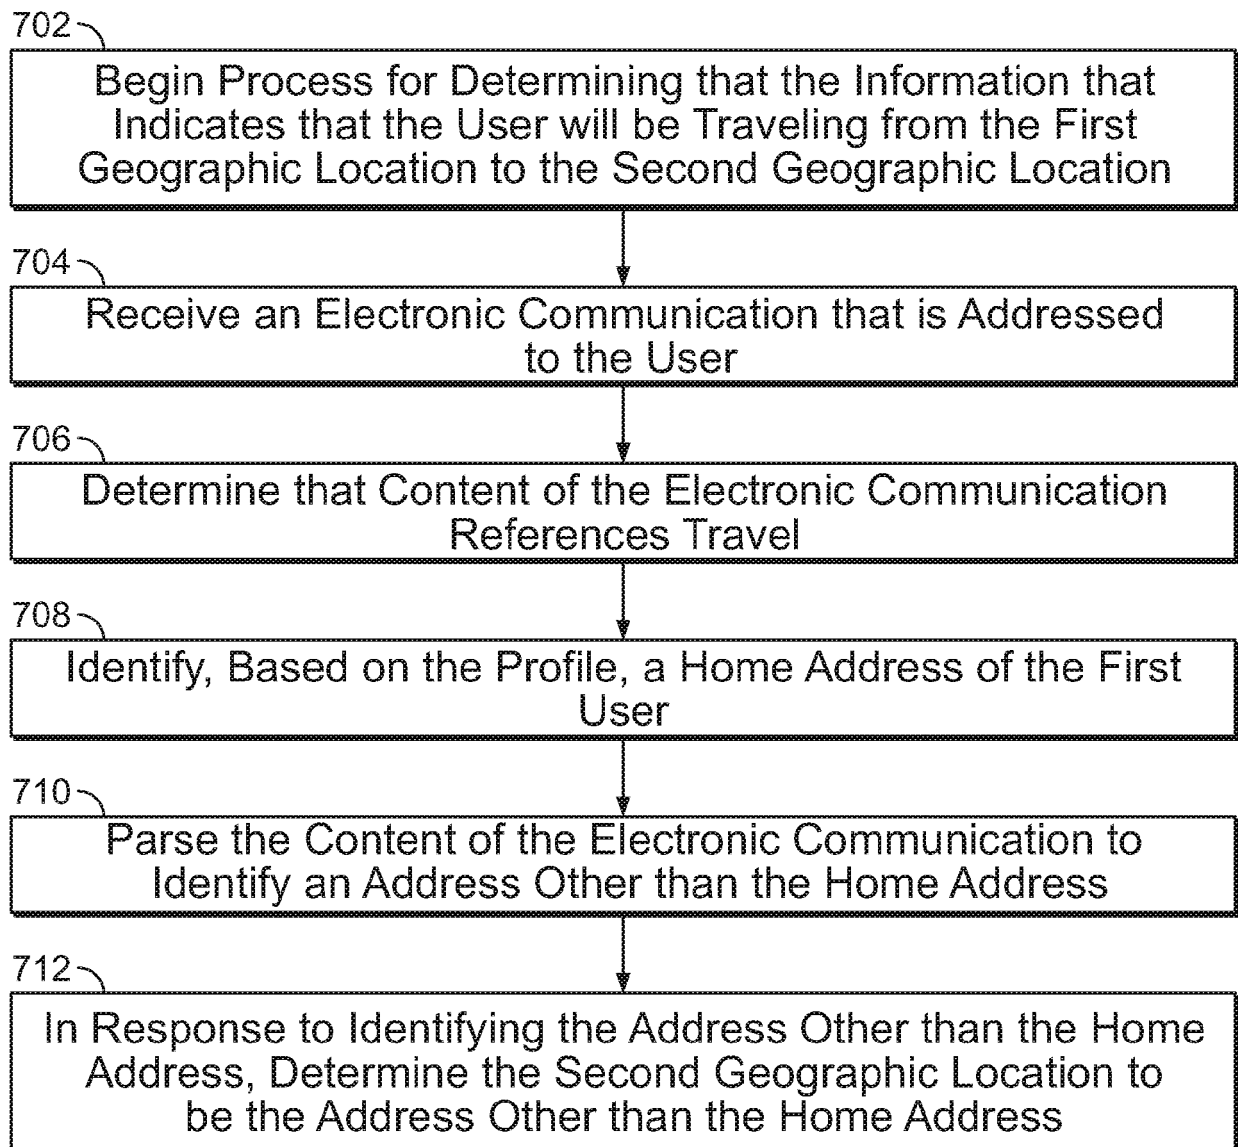 702
Begin Process for Determining that the Information that
Indicates that the User will be Traveling from the First
Geographic Location to the Second Geographic Location
704
Receive an Electronic Communication that is Addressed
to the User
706
Determine that Content of the Electronic Communication
References Travel
708
Identify, Based on the Profile, a Home Address of the First
User
710
Parse the Content of the Electronic Communication to
Identify an Address Other than the Home Address
712
In Response to Identifying the Address Other than the Home
Address, Determine the Second Geographic Location to
be the Address Other than the Home Address